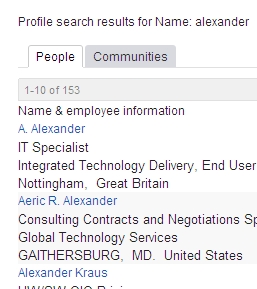 Profile search results for Name: alexander
People Communities
1-10 of 153
Name & employee information
A. Alexander
IT Specialist
Integrated Technology Delivery, End User
Nottingham, Great Britain
Aeric R. Alexander
Consulting Contracts and Negotiations Sp
Global Technology Services
GAITHERSBURG, MD. United States
Alexander Kraus